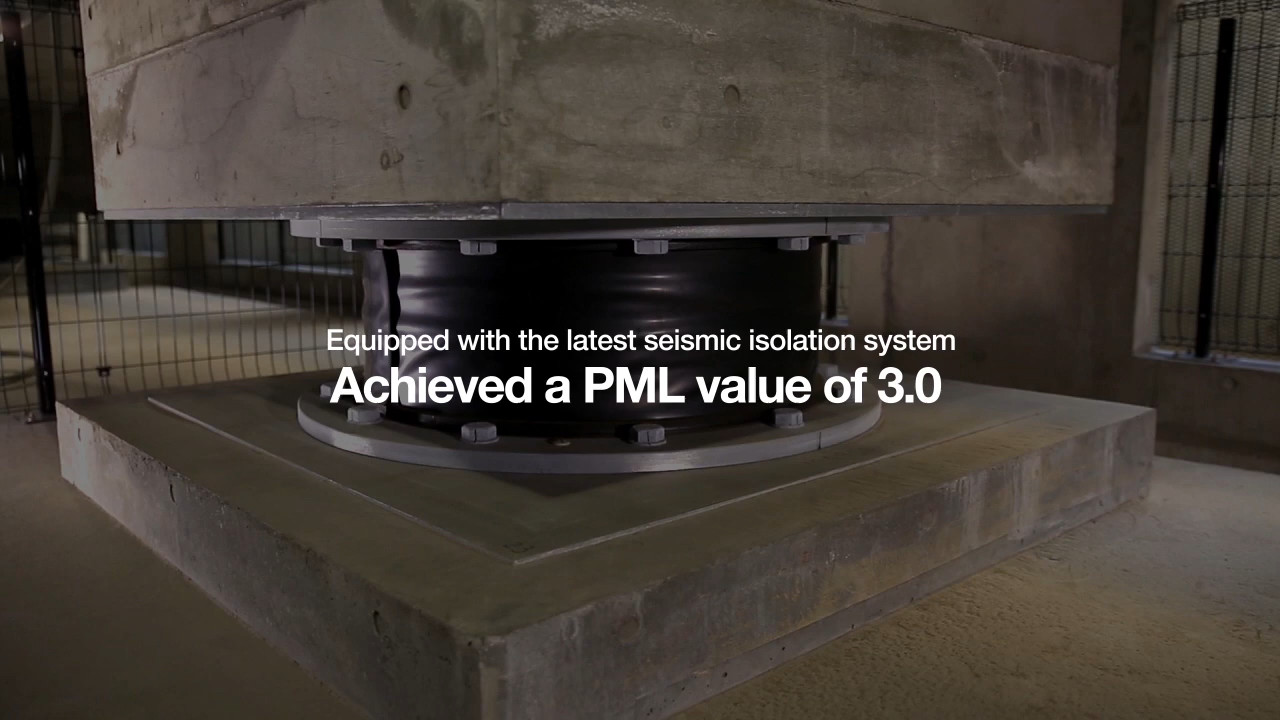 Equipped with the latest seismic isolation system
Achieved a PML value of 3.0